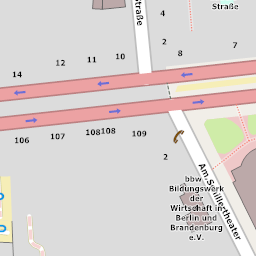 Straße
Straße
4
2
8
7
10
11
12
14
106
107
108
108
109
2
Am Schillertheater
bbw
Bildungswerk
der
Wirtschaft in
Berlin und
Brandenburg
e.V.
P
P